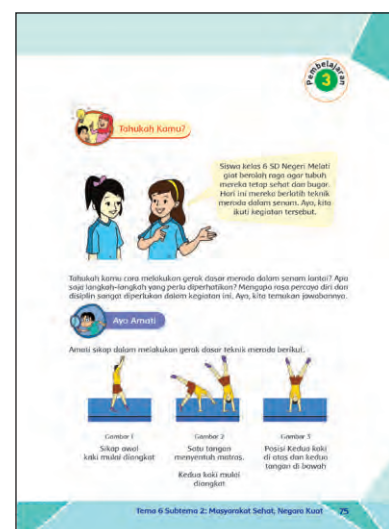 Pembelajaran
3
Tahukah Kamu?
Siswa kelas 6 SD Negeri Melati
giat berolah raga agar tubuh
mereka tetap sehat dan bugar.
Hari ini mereka berlatih teknik
meroda dalam senam. Ayo, kita
ikuti kegiatan tersebut.
Tahukah kamu cara melakukan gerak dasar meroda dalam senam lantai? Apa
saja langkah-langkah yang perlu diperhatikan? Mengapa rasa percaya diri dan
disiplin sangat diperlukan dalam kegiatan ini. Ayo, kita temukan jawabannya.
Ayo Amati
Amati sikap dalam melakukan gerak dasar teknik meroda berikut.
Gambar 1
Sikap awal
kaki mulai diangkat
Gambar 2
Satu tangan
menyentuh matras.
Kedua kaki mulai
diangkat
Gambar 3
Posisi Kedua kaki
di atas dan kedua
tangan di bawah
Tema 6 Subtema 2: Masyarakat Sehat, Negara Kuat 75